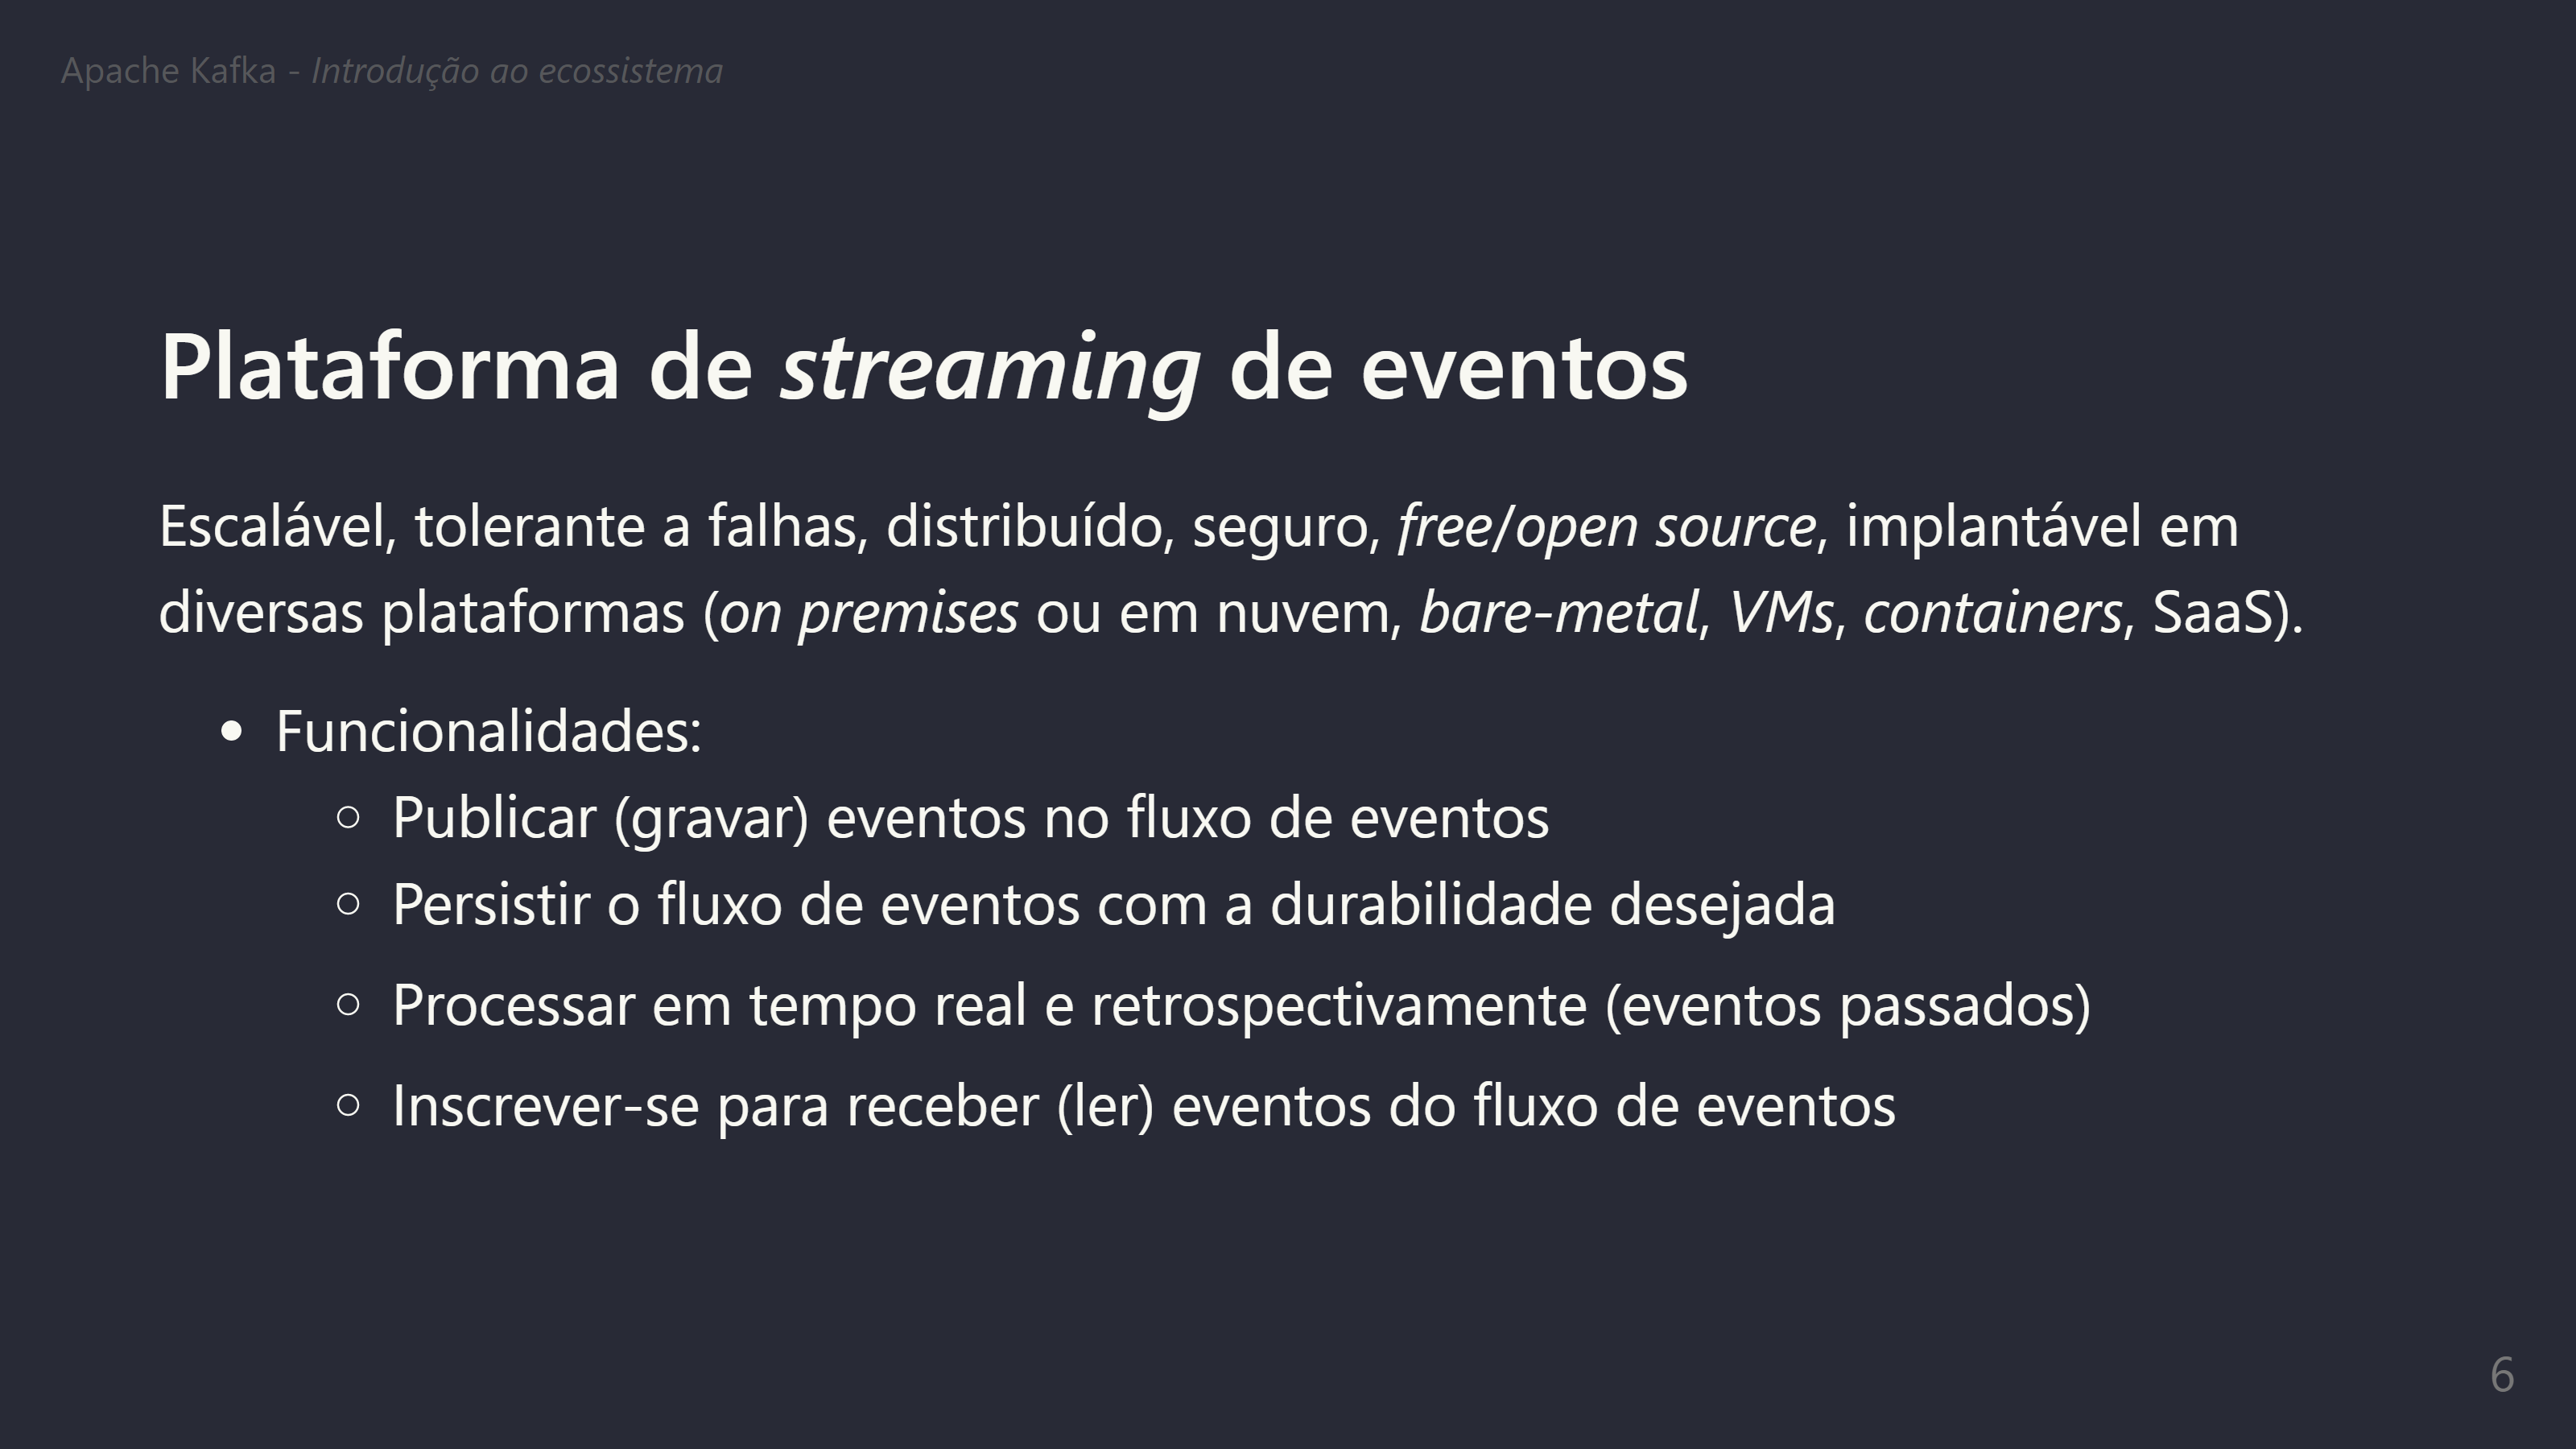 Apache Kafka - Introdução ao ecossistema
Plataforma de streaming de eventos
Escalável, tolerante a falhas, distribuído, seguro, free/open source, implantável em
diversas plataformas (on premises ou em nuvem, bare-metal, VMs, containers, SaaS).
• Funcionalidades:
○ Publicar (gravar) eventos no fluxo de eventos
○ Persistir o fluxo de eventos com a durabilidade desejada
○ Processar em tempo real e retrospectivamente (eventos passados)
○ Inscrever-se para receber (ler) eventos do fluxo de eventos
6